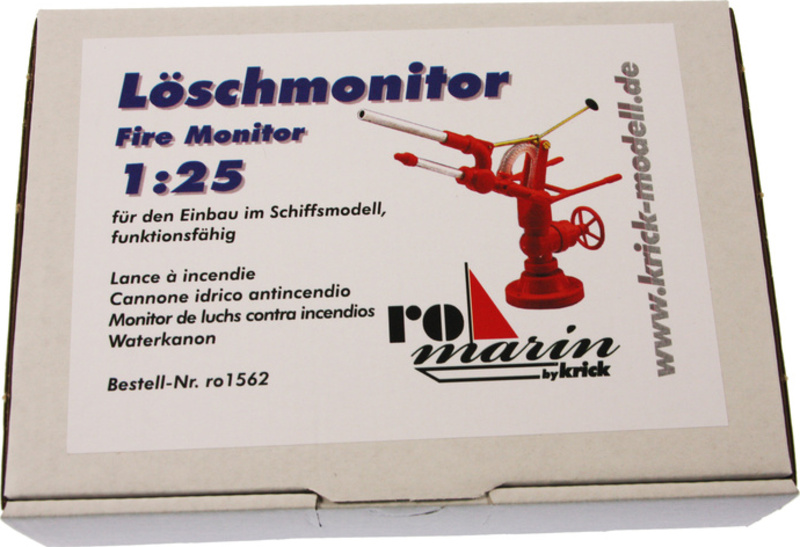 Löschmonitor
Fire Monitor
1:25
für den Einbau im Schiffsmodell,
funktionsfähig
Lance à incendie
Cannone idrico antincendio
Monitor de luchs contra incendios
Waterkanon
Bestell-Nr. ro1562
ro
marin
by krick
www.krick-modell.de